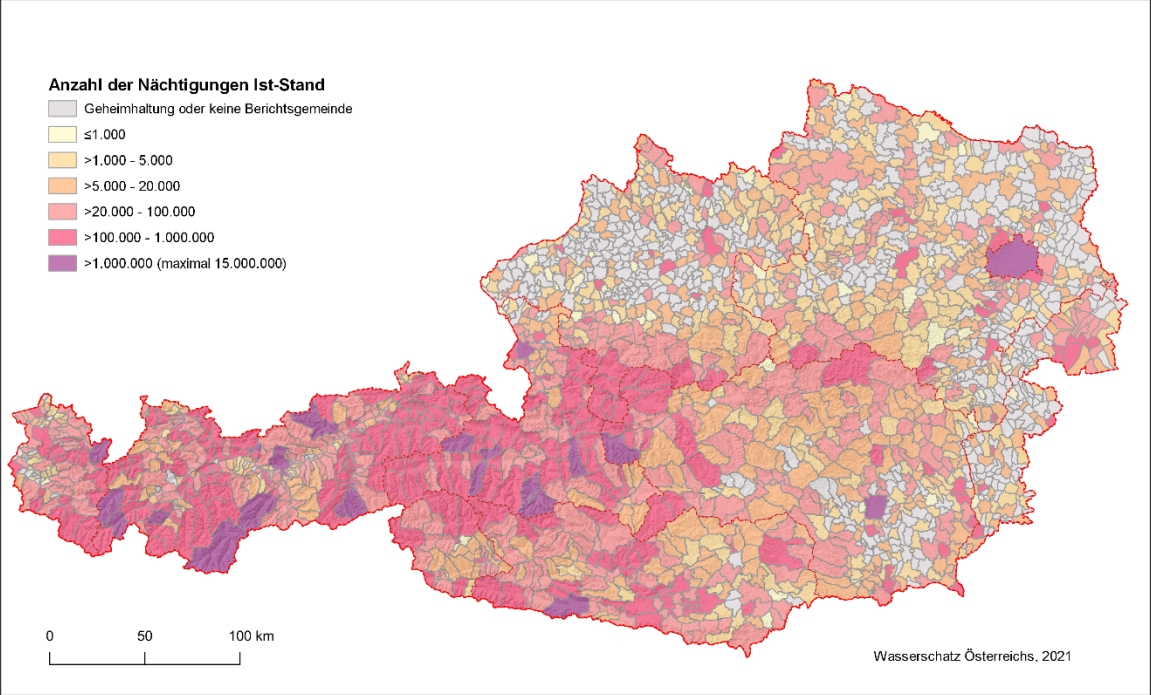 Anzahl der Nächtigungen Ist-Stand
Geheimhaltung oder keine Berichtsgemeinde
≤1.000
>1.000 - 5.000
>5.000 - 20.000
>20.000 - 100.000
>100.000 - 1.000.000
>1.000.000 (maximal 15.000.000)
0 50 100 km
Wasserschatz Österreichs, 2021